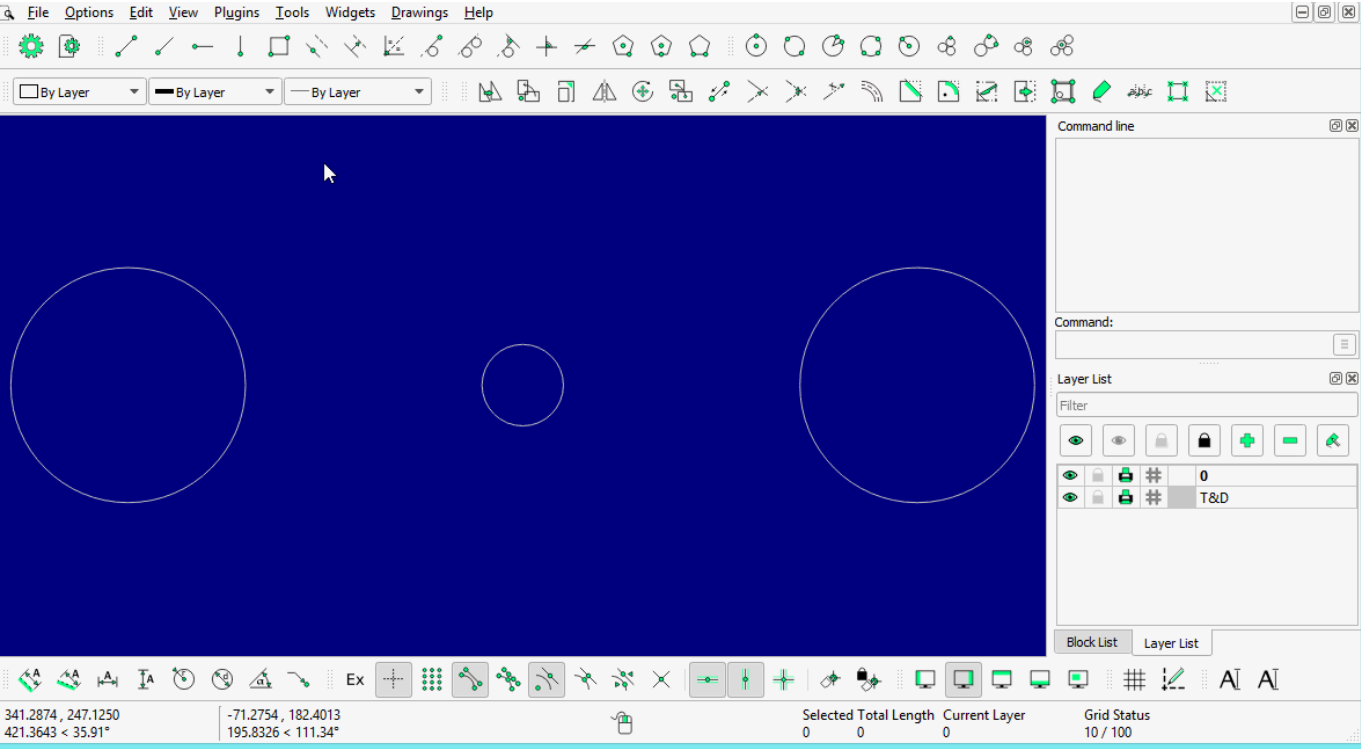 File Options Edit View Plugins Tools Widgets Drawings Help
By Layer By Layer By Layer
Command line
Command:
Layer List
Filter
0
T&D
Block List Layer List
Ex
341.2874 , 247.1250 -71.2754 , 182.4013 Selected Total Length Current Layer Grid Status
421.3643 < 35.91° 195.8326 < 111.34° 0 0 0 10 / 100